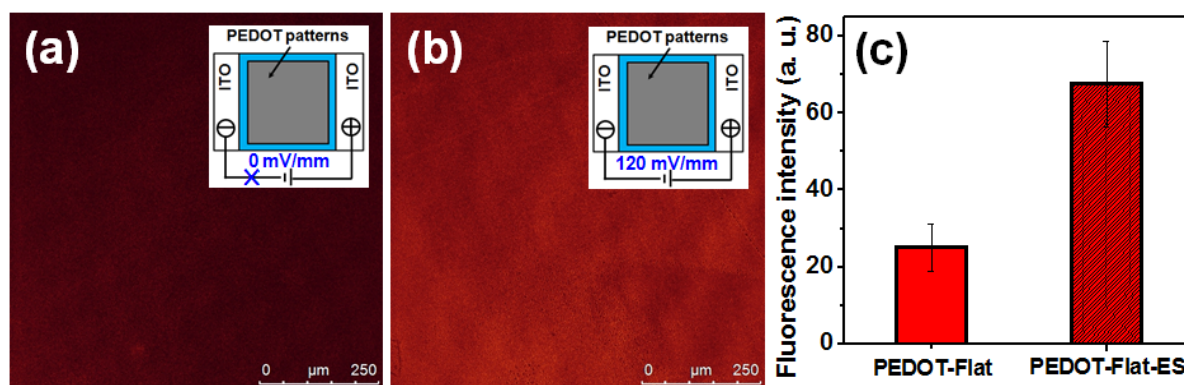 (a)
PEDOT patterns
ITO
ITO
0 mV/mm
0 µm 250
(b)
PEDOT patterns
ITO
ITO
120 mV/mm
0 µm 250
(c)
Fluorescence intensity (a. u.)
80
60
40
20
0
PEDOT-Flat
PEDOT-Flat-ES